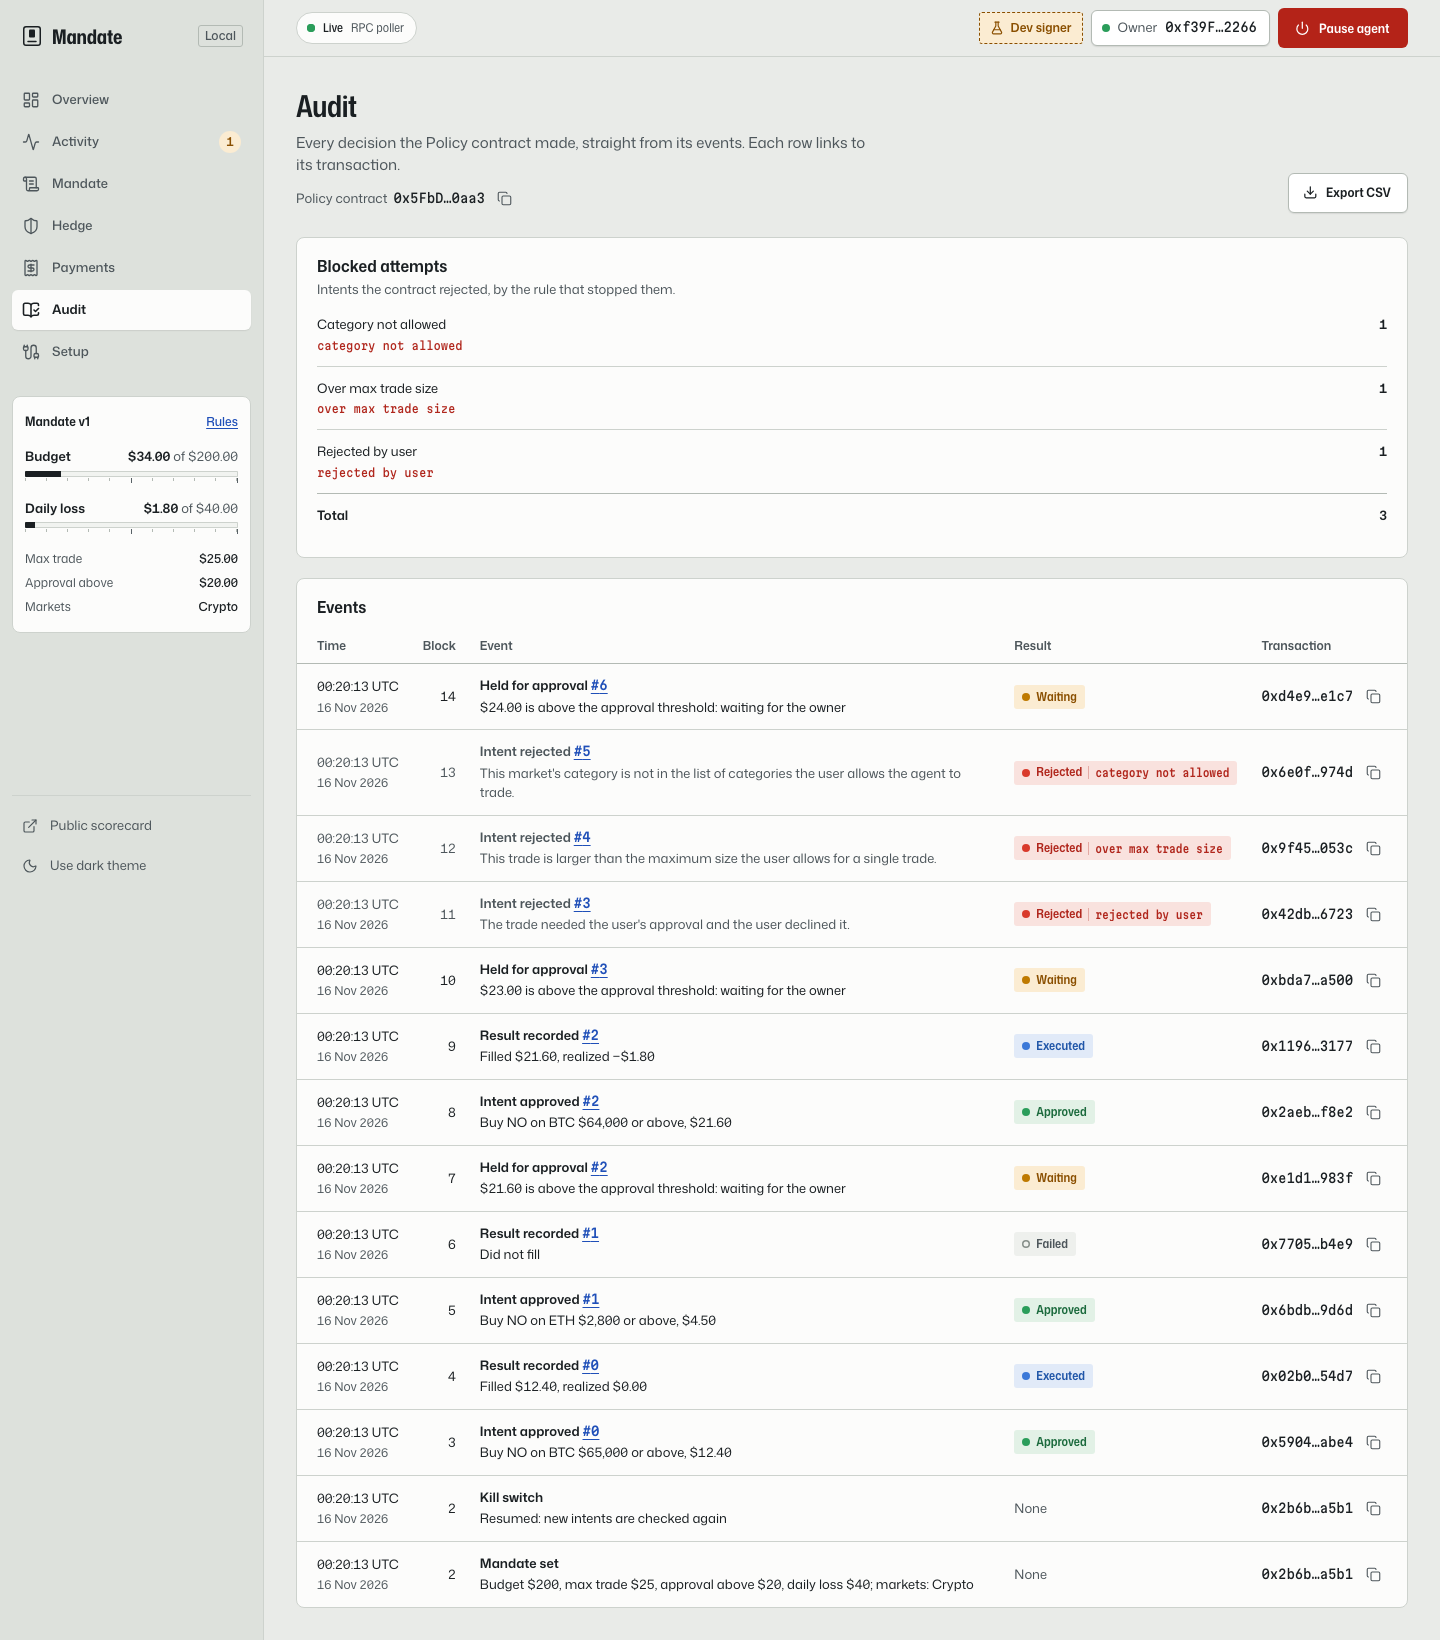 Mandate
Local
Overview
Activity
1
Mandate
Hedge
Payments
Audit
Setup
Mandate v1
Rules
Budget
$34.00 of $200.00
Daily loss
$1.80 of $40.00
Max trade
$25.00
Approval above
$20.00
Markets
Crypto
Public scorecard
Use dark theme
Live RPC poller
Dev signer
Owner 0xf39F…2266
Pause agent
Audit
Every decision the Policy contract made, straight from its events. Each row links to
its transaction.
Policy contract 0x5FbD…0aa3
Export CSV
Blocked attempts
Intents the contract rejected, by the rule that stopped them.
Category not allowed
1
category not allowed
Over max trade size
1
over max trade size
Rejected by user
1
rejected by user
Total
3
Events
Time Block Event Result Transaction
00:20:13 UTC
16 Nov 2026
14
Held for approval #6
$24.00 is above the approval threshold: waiting for the owner
Waiting
0xd4e9…e1c7
00:20:13 UTC
16 Nov 2026
13
Intent rejected #5
This market's category is not in the list of categories the user allows the agent to
trade.
Rejected category not allowed
0x6e0f…974d
00:20:13 UTC
16 Nov 2026
12
Intent rejected #4
This trade is larger than the maximum size the user allows for a single trade.
Rejected over max trade size
0x9f45…053c
00:20:13 UTC
16 Nov 2026
11
Intent rejected #3
The trade needed the user's approval and the user declined it.
Rejected rejected by user
0x42db…6723
00:20:13 UTC
16 Nov 2026
10
Held for approval #3
$23.00 is above the approval threshold: waiting for the owner
Waiting
0xbda7…a500
00:20:13 UTC
16 Nov 2026
9
Result recorded #2
Filled $21.60, realized −$1.80
Executed
0x1196…3177
00:20:13 UTC
16 Nov 2026
8
Intent approved #2
Buy NO on BTC $64,000 or above, $21.60
Approved
0x2aeb…f8e2
00:20:13 UTC
16 Nov 2026
7
Held for approval #2
$21.60 is above the approval threshold: waiting for the owner
Waiting
0xe1d1…983f
00:20:13 UTC
16 Nov 2026
6
Result recorded #1
Did not fill
Failed
0x7705…b4e9
00:20:13 UTC
16 Nov 2026
5
Intent approved #1
Buy NO on ETH $2,800 or above, $4.50
Approved
0x6bdb…9d6d
00:20:13 UTC
16 Nov 2026
4
Result recorded #0
Filled $12.40, realized $0.00
Executed
0x02b0…54d7
00:20:13 UTC
16 Nov 2026
3
Intent approved #0
Buy NO on BTC $65,000 or above, $12.40
Approved
0x5904…abe4
00:20:13 UTC
16 Nov 2026
2
Kill switch
Resumed: new intents are checked again
None
0x2b6b…a5b1
00:20:13 UTC
16 Nov 2026
2
Mandate set
Budget $200, max trade $25, approval above $20, daily loss $40; markets: Crypto
None
0x2b6b…a5b1